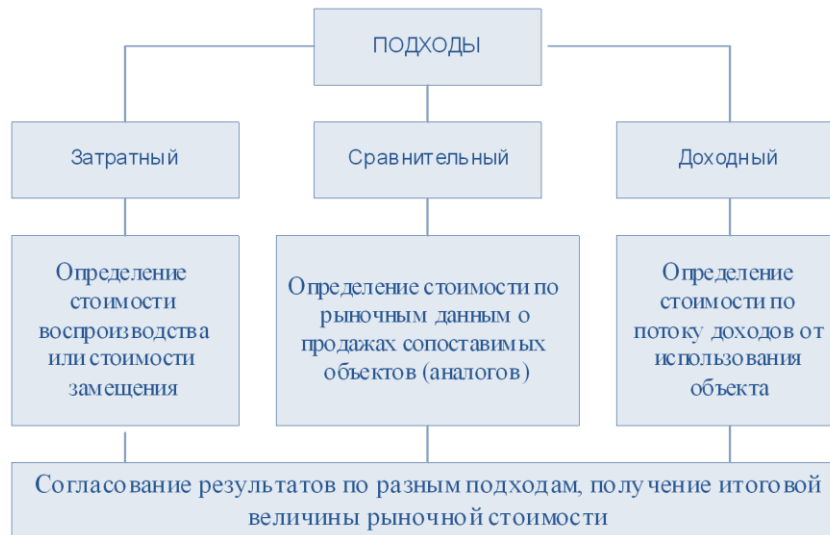 ПОДХОДЫ
Затратный
Сравнительный
Доходный
Определение
стоимости
воспроизводства
или стоимости
замещения
Определение стоимости по
рыночным данным о
продажах сопоставимых
объектов (аналогов)
Определение
стоимости по
потоку доходов от
использования
объекта
Согласование результатов по разным подходам, получение итоговой
величины рыночной стоимости